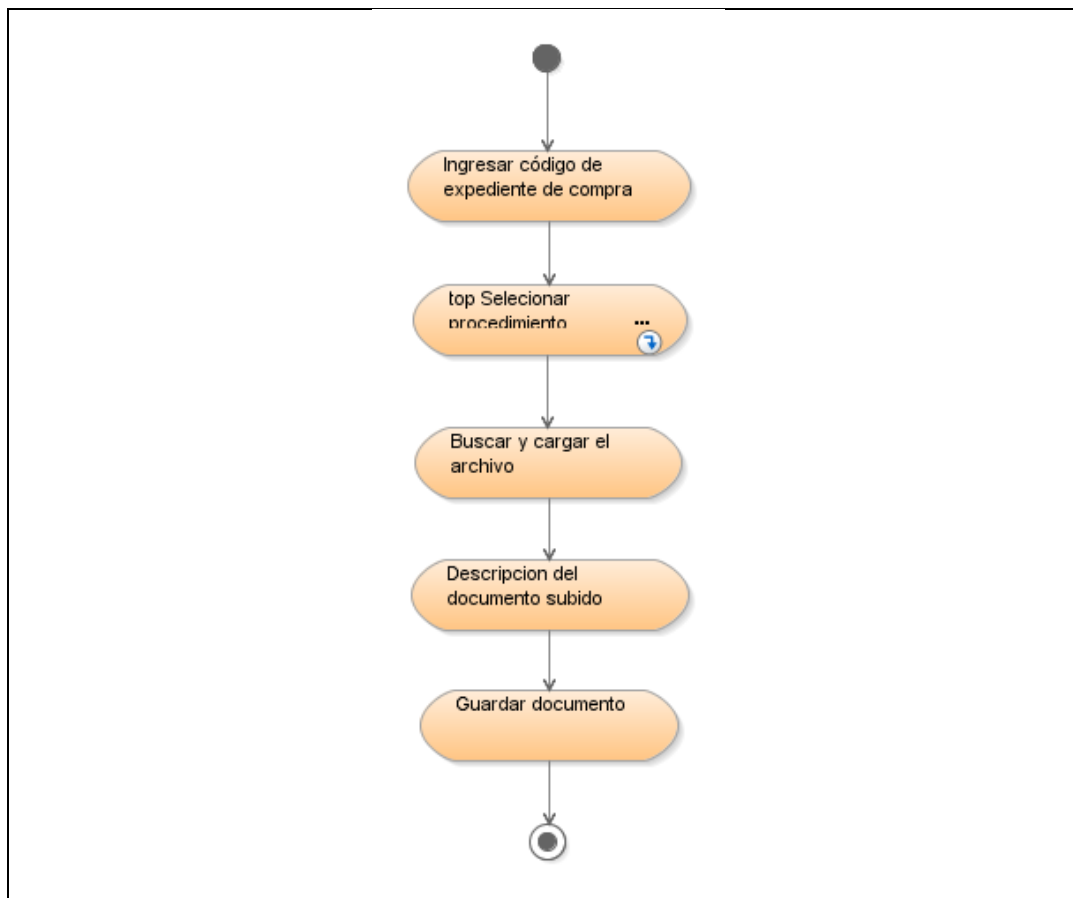 Ingresar código de
expediente de compra
top Selecionar
procedimiento ...
Buscar y cargar el
archivo
Descripcion del
documento subido
Guardar documento